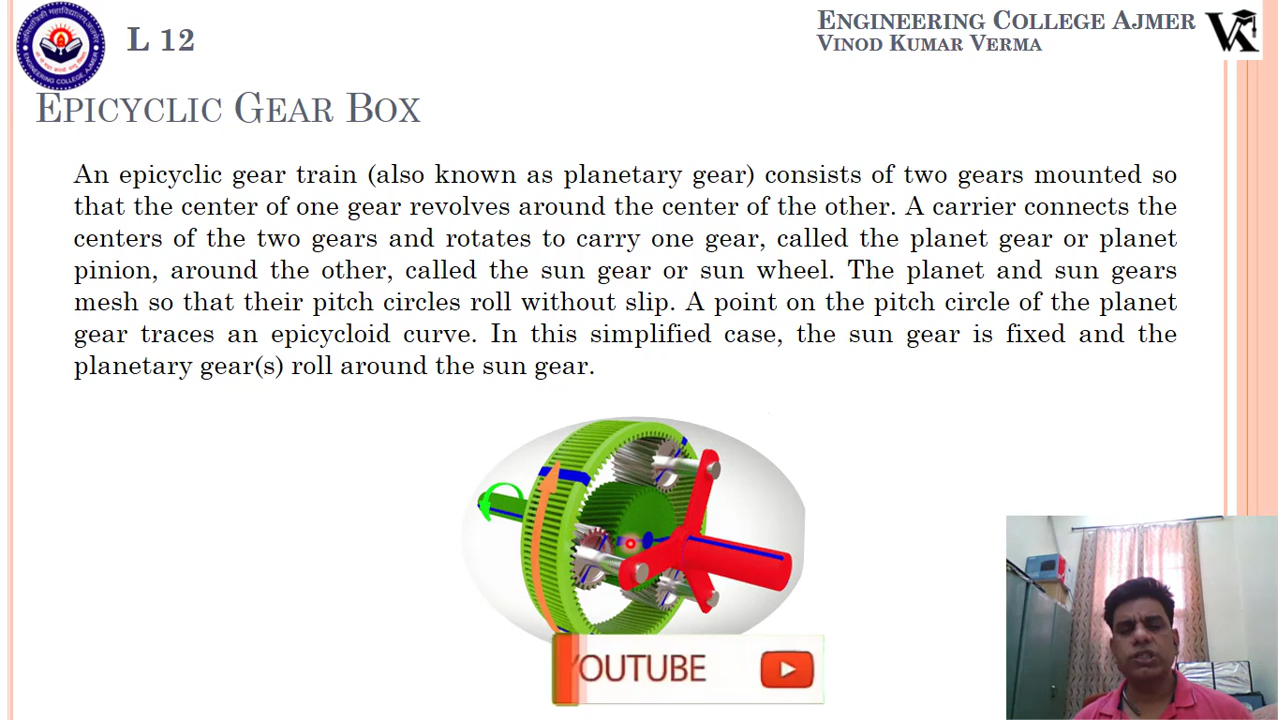 L 12
ENGINEERING COLLEGE AJMER
VINOD KUMAR VERMA
EPICYCLIC GEAR BOX
An epicyclic gear train (also known as planetary gear) consists of two gears mounted so
that the center of one gear revolves around the center of the other. A carrier connects the
centers of the two gears and rotates to carry one gear, called the planet gear or planet
pinion, around the other, called the sun gear or sun wheel. The planet and sun gears
mesh so that their pitch circles roll without slip. A point on the pitch circle of the planet
gear traces an epicycloid curve. In this simplified case, the sun gear is fixed and the
planetary gear(s) roll around the sun gear.
YOUTUBE